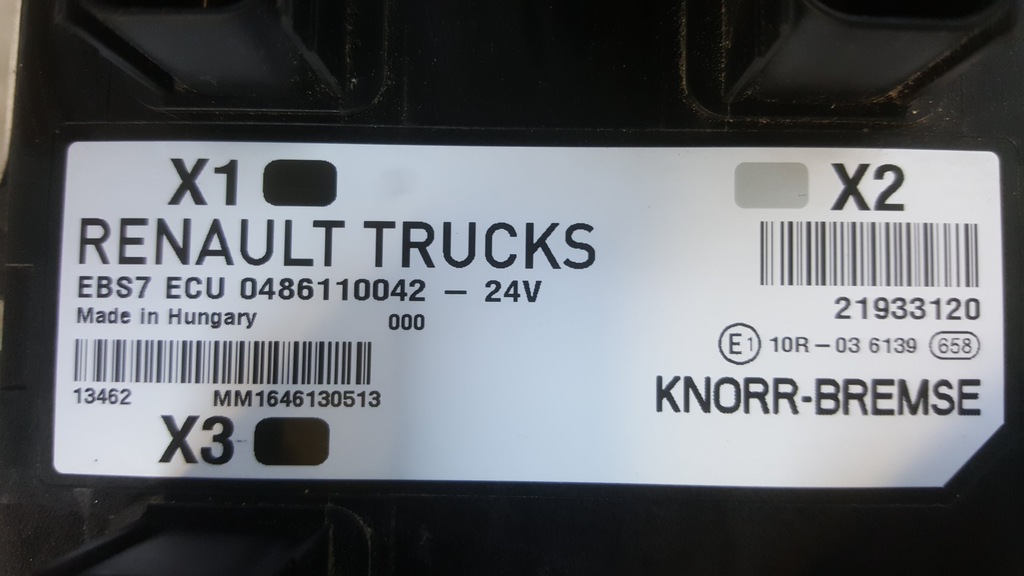 X1
X2
RENAULT TRUCKS
EBS7 ECU 0486110042 – 24V
Made in Hungary 000
21933120
E1 10R – 03 6139 658
13462 MM1646130513
KNORR-BREMSE
X3